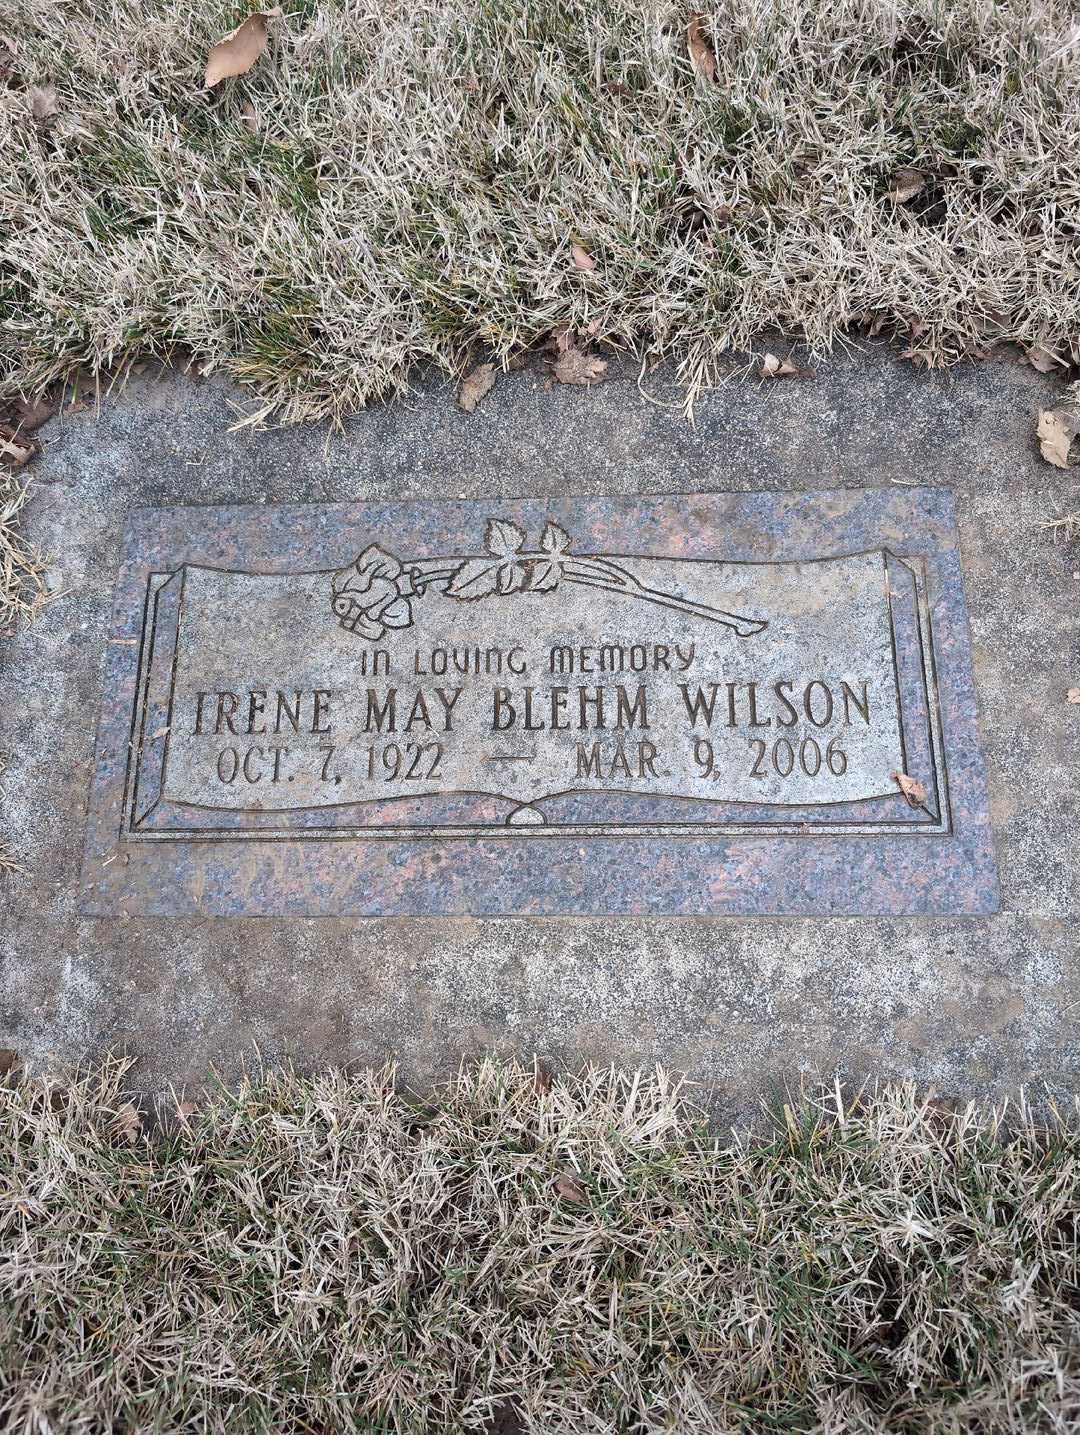 IN LOVING MEMORY
IRENE MAY BLEHM WILSON
OCT. 7, 1922 — MAR. 9, 2006